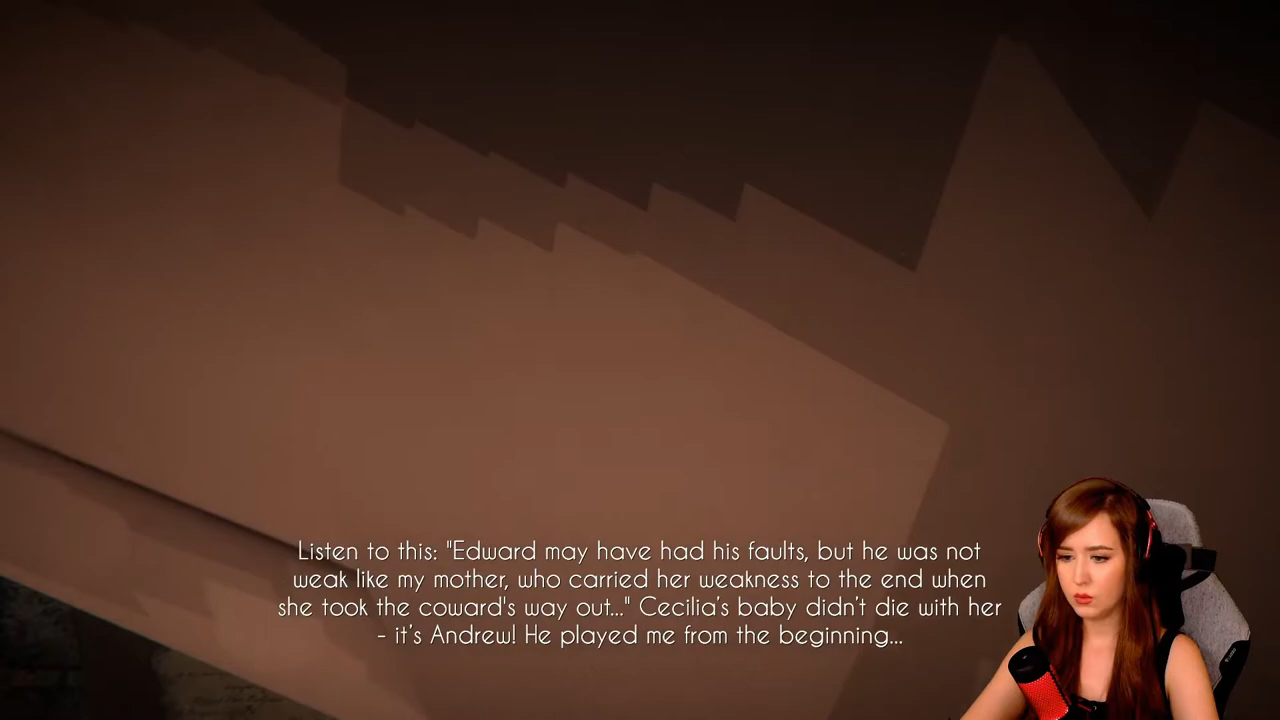 Listen to this: "Edward may have had his faults, but he was not
weak like my mother, who carried her weakness to the end when
she took the coward's way out..." Cecilia's baby didn't die with her
- it's Andrew! He played me from the beginning...